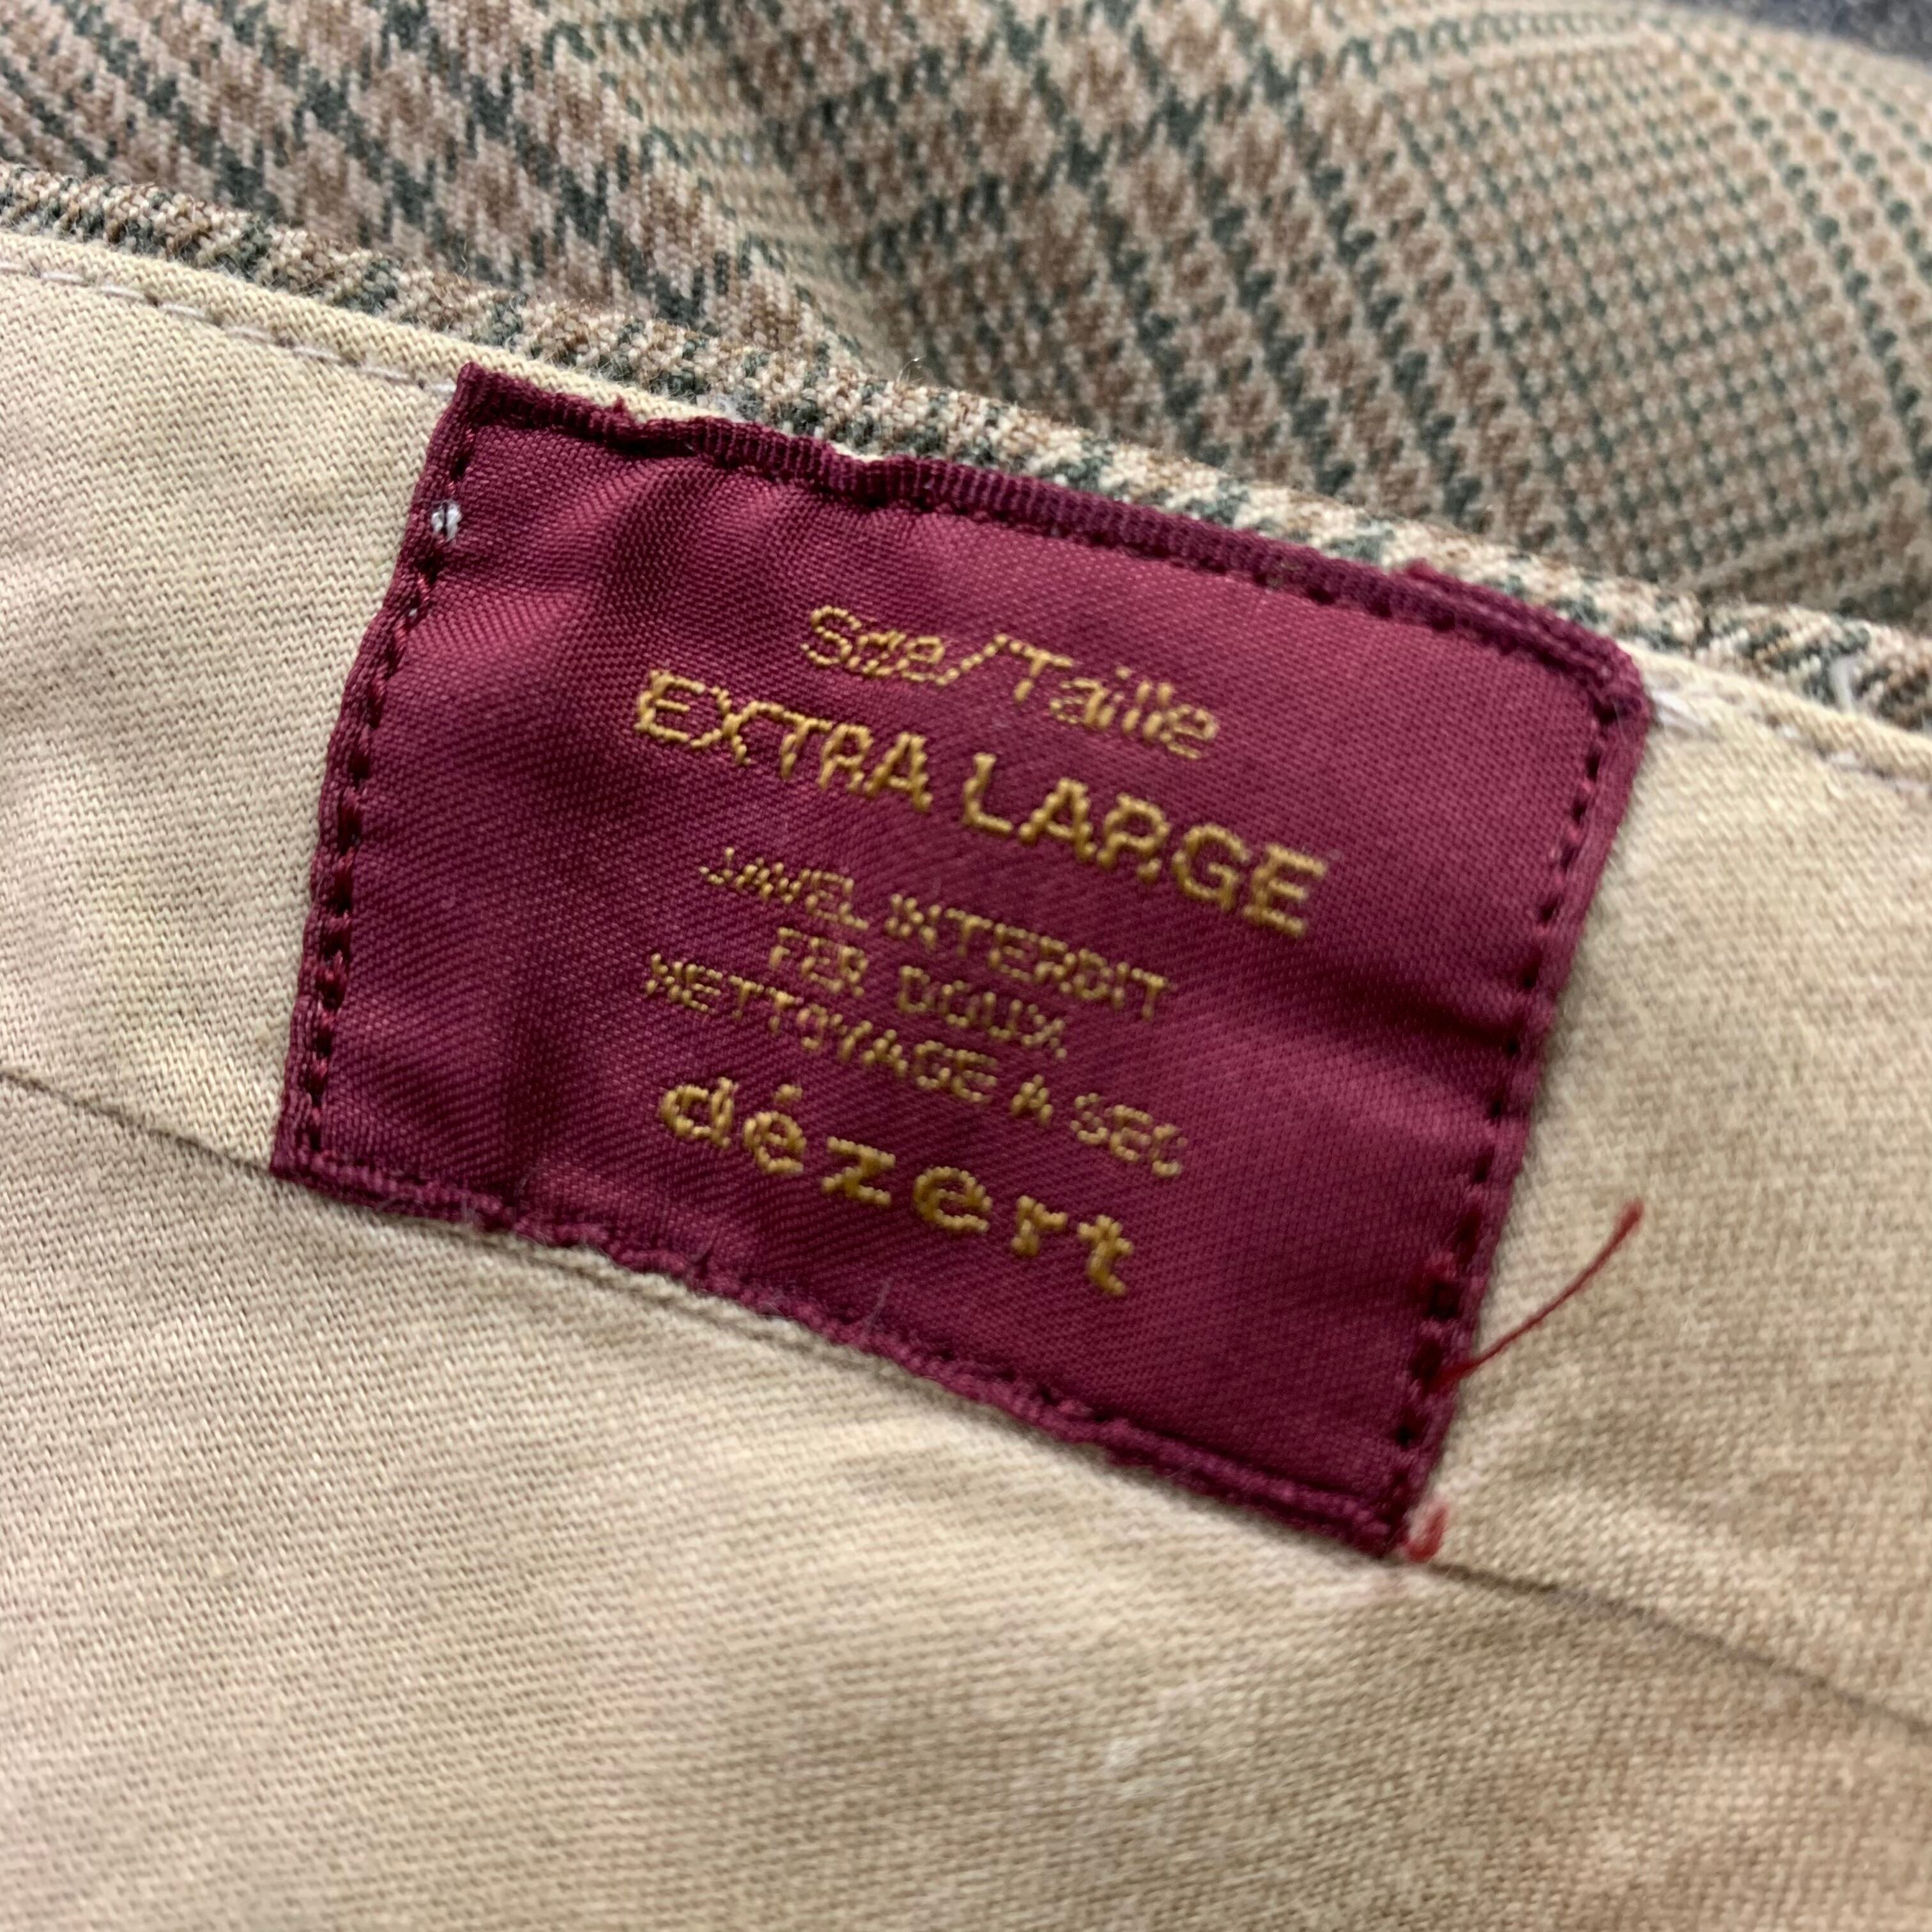 Size/Taille
EXTRA LARGE
JAVEL INTERDIT
FER DOUX
NETTOYAGE A SEC
dézert